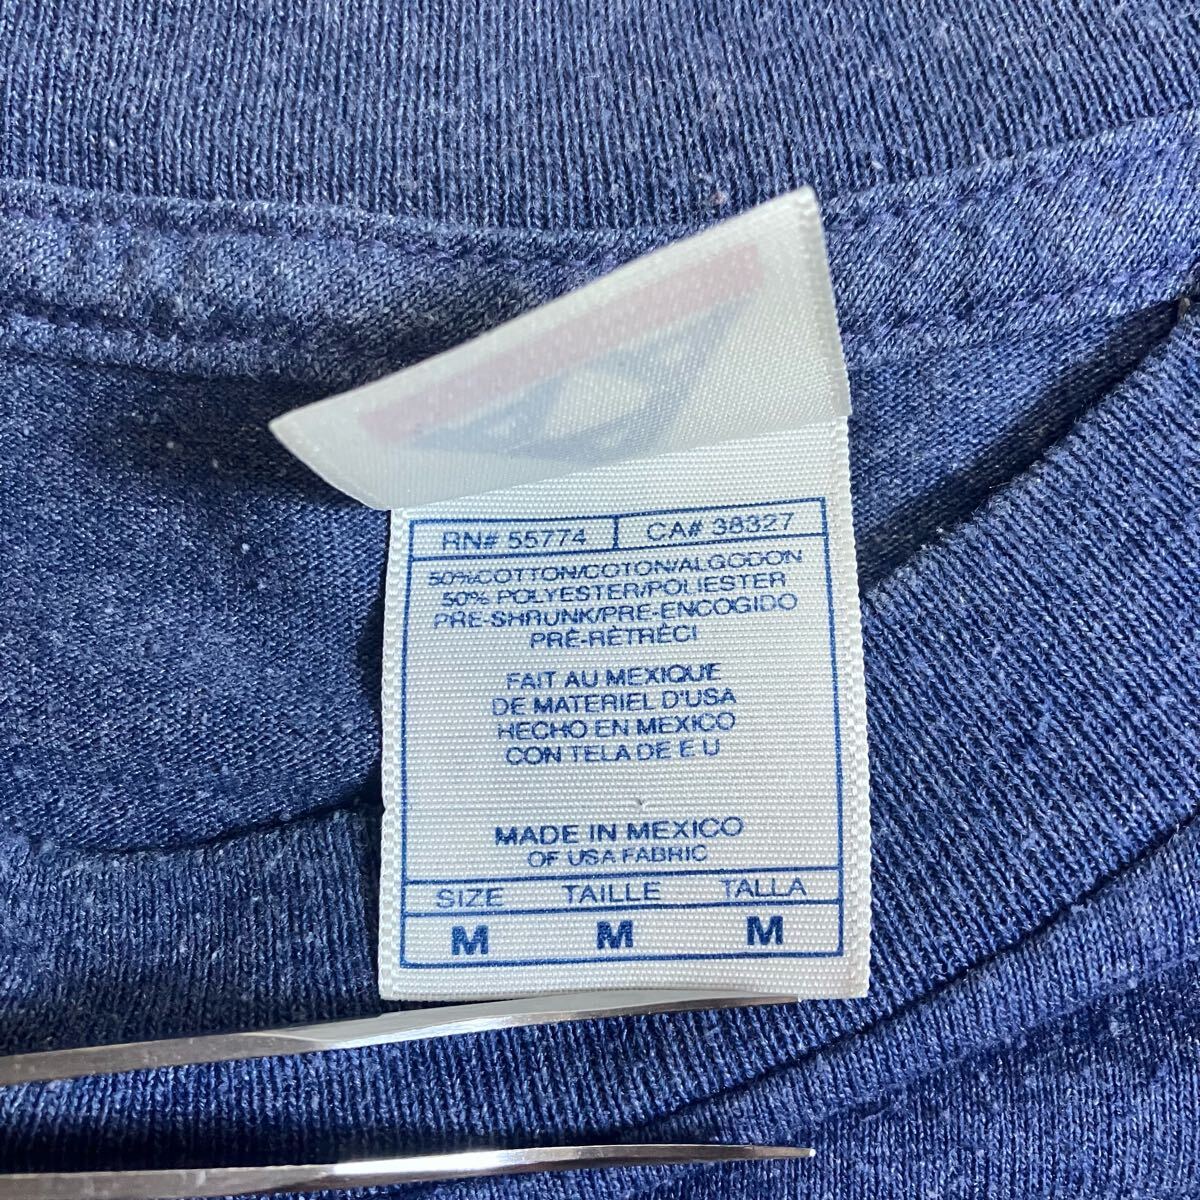 RN# 55774 CA# 38327
50%COTTON/COTON/ALGODON
50% POLYESTER/POLIESTER
PRE-SHRUNK/PRE-ENCOGIDO
PRÉ-RÉTRÉCI
FAIT AU MEXIQUE
DE MATERIEL D'USA
HECHO EN MEXICO
CON TELA DE E U
MADE IN MEXICO
OF USA FABRIC
SIZE TAILLE TALLA
M M M